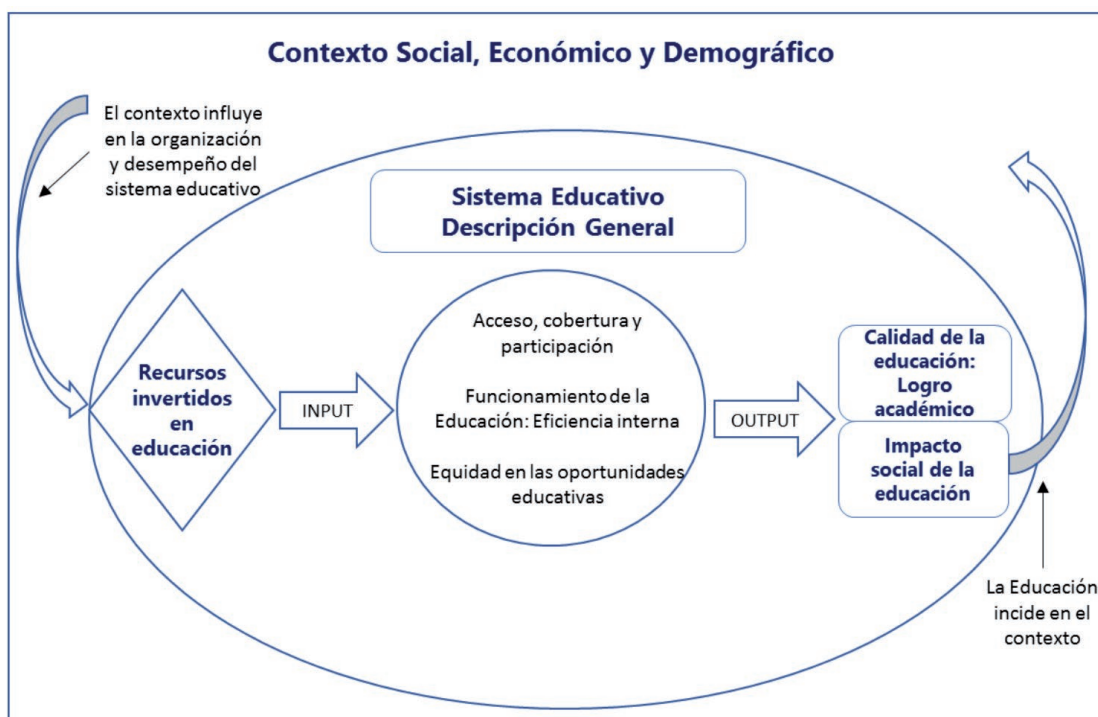 Contexto Social, Económico y Demográfico
El contexto influye
en la organización
y desempeño del
sistema educativo
Sistema Educativo
Descripción General
Recursos
invertidos
en
educación
INPUT
Acceso, cobertura y
participación
Funcionamiento de la
Educación: Eficiencia interna
Equidad en las oportunidades
educativas
OUTPUT
Calidad de la
educación:
Logro
académico
Impacto
social de la
educación
La Educación
incide en el
contexto